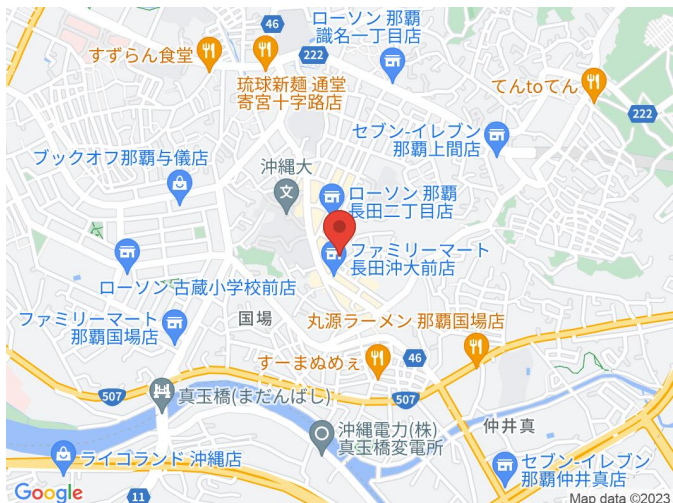 46
ローソン 那覇
識名一丁目店
すずらん食堂
222
琉球新麺 通堂
寄宮十字路店
てんtoてん
222
セブン-イレブン
那覇上間店
ブックオフ那覇与儀店
沖縄大
ローソン 那覇
長田二丁目店
ファミリーマート
長田沖大前店
ローソン 古蔵小学校前店
ファミリーマート
那覇国場店
国場
丸源ラーメン 那覇国場店
すーまぬめぇ
46
507
真玉橋(まだんばし)
507
沖縄電力(株)
真玉橋変電所
仲井真
ライコランド 沖縄店
セブン-イレブン
那覇仲井真店
Google
11
Map data ©2023